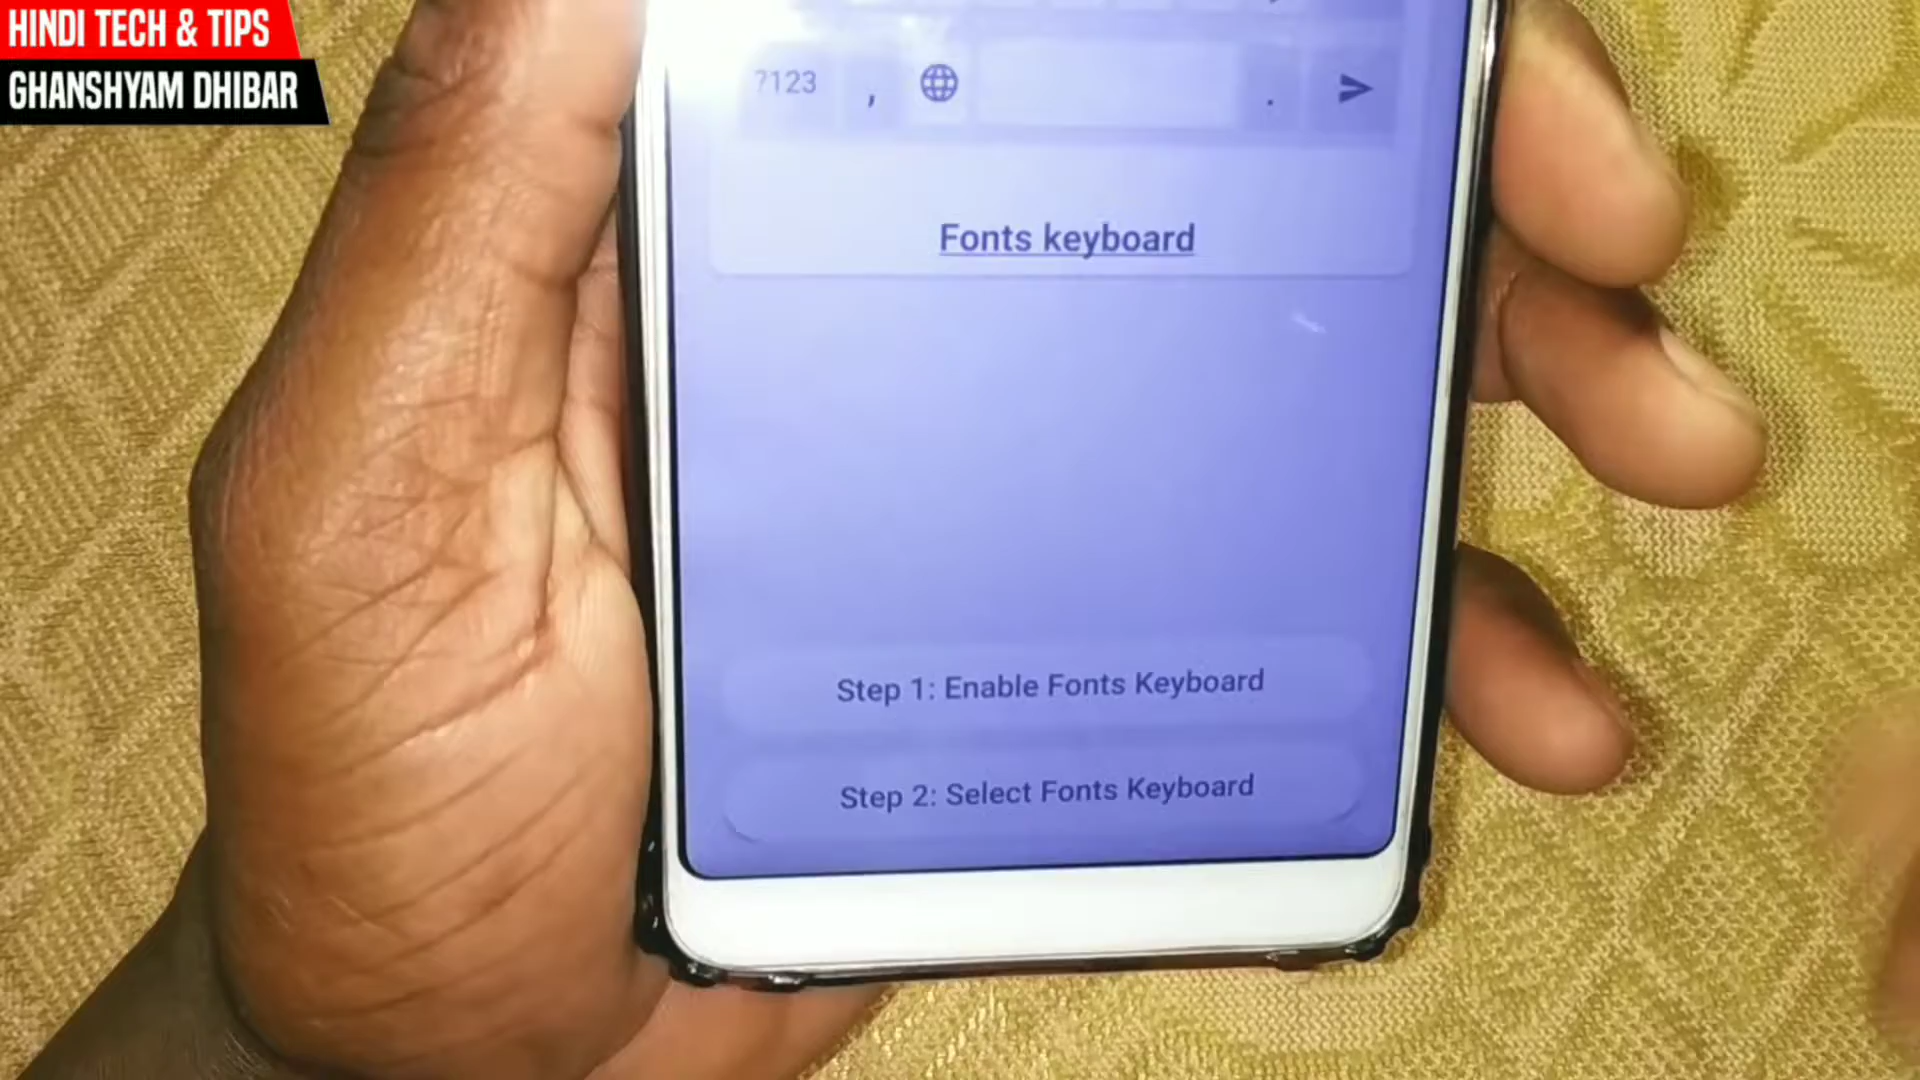 HINDI TECH & TIPS
GHANSHYAM DHIBAR
?123 , .
Fonts keyboard
Step 1: Enable Fonts Keyboard
Step 2: Select Fonts Keyboard